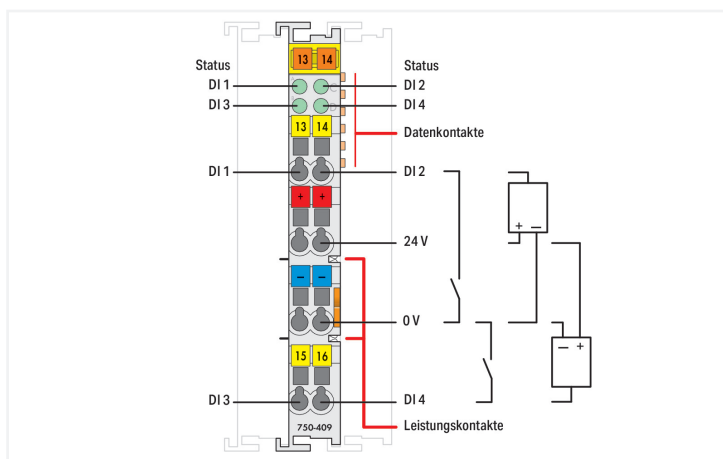 13 14
Status Status
DI 1 DI 2
DI 3 DI 4
13 14
Datenkontakte
DI 1 DI 2
+ +
+ –
24 V
– –
0 V
– +
15 16
DI 3 DI 4
750-409
Leistungskontakte